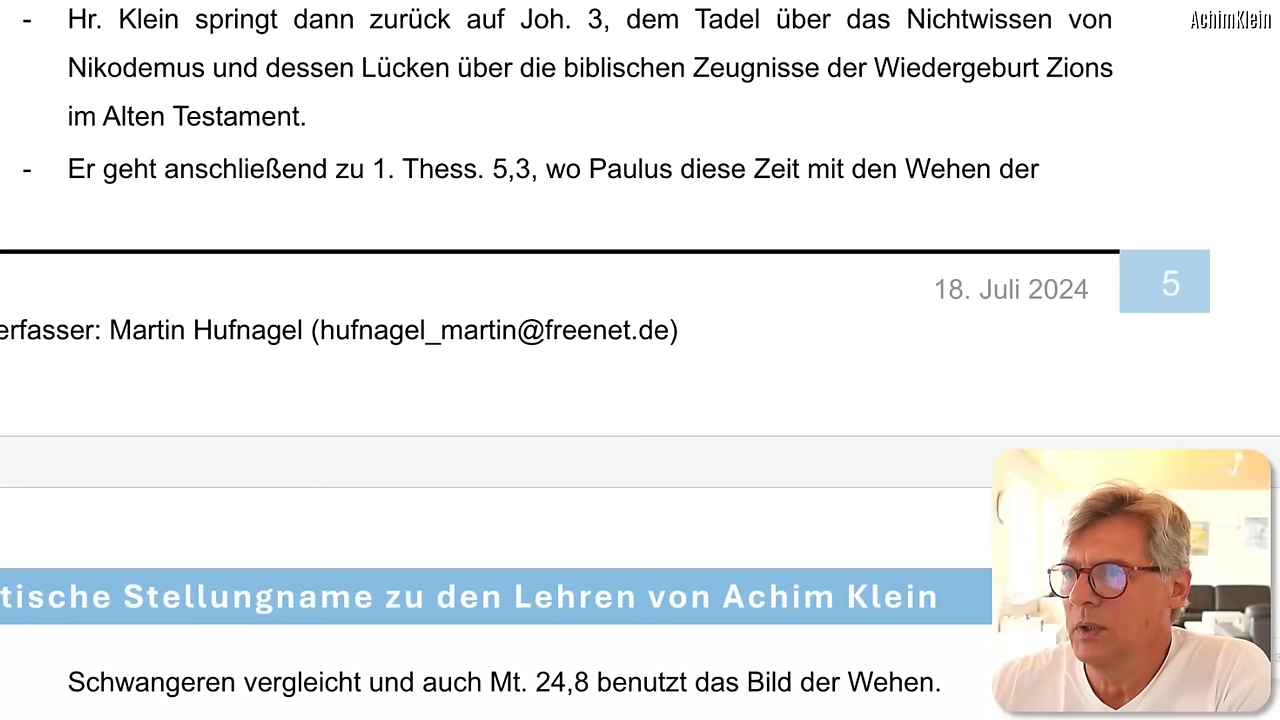 AchimKlein
- Hr. Klein springt dann zurück auf Joh. 3, dem Tadel über das Nichtwissen von
Nikodemus und dessen Lücken über die biblischen Zeugnisse der Wiedergeburt Zions
im Alten Testament.
- Er geht anschließend zu 1. Thess. 5,3, wo Paulus diese Zeit mit den Wehen der
18. Juli 2024 5
erfasser: Martin Hufnagel (hufnagel_martin@freenet.de)
tische Stellungname zu den Lehren von Achim Klein
Schwangeren vergleicht und auch Mt. 24,8 benutzt das Bild der Wehen.